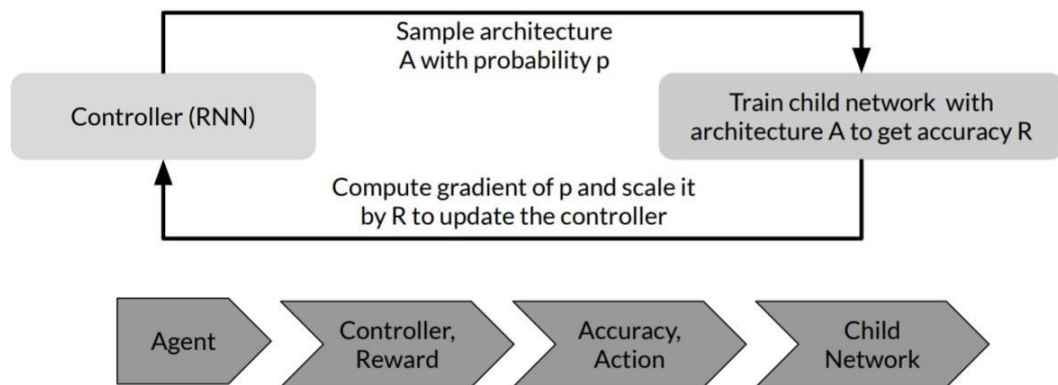 Sample architecture
A with probability p
Controller (RNN)
Train child network with
architecture A to get accuracy R
Compute gradient of p and scale it
by R to update the controller
Agent
Controller,
Reward
Accuracy,
Action
Child
Network